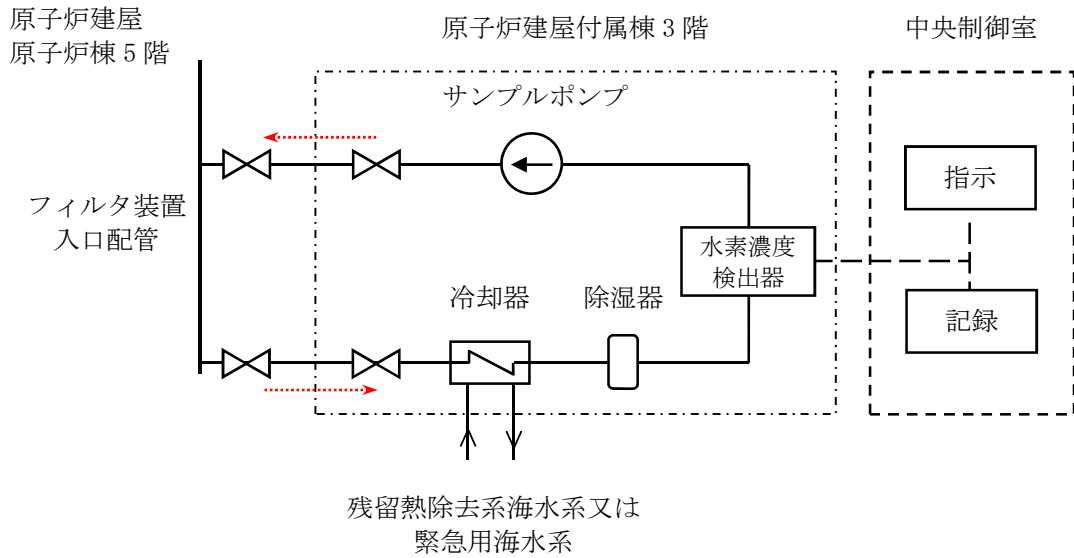 原子炉建屋
原子炉棟 5 階
原子炉建屋付属棟 3 階
中央制御室
サンプルポンプ
指示
フィルタ装置
入口配管
水素濃度
検出器
冷却器
除湿器
記録
残留熱除去系海水系又は
緊急用海水系